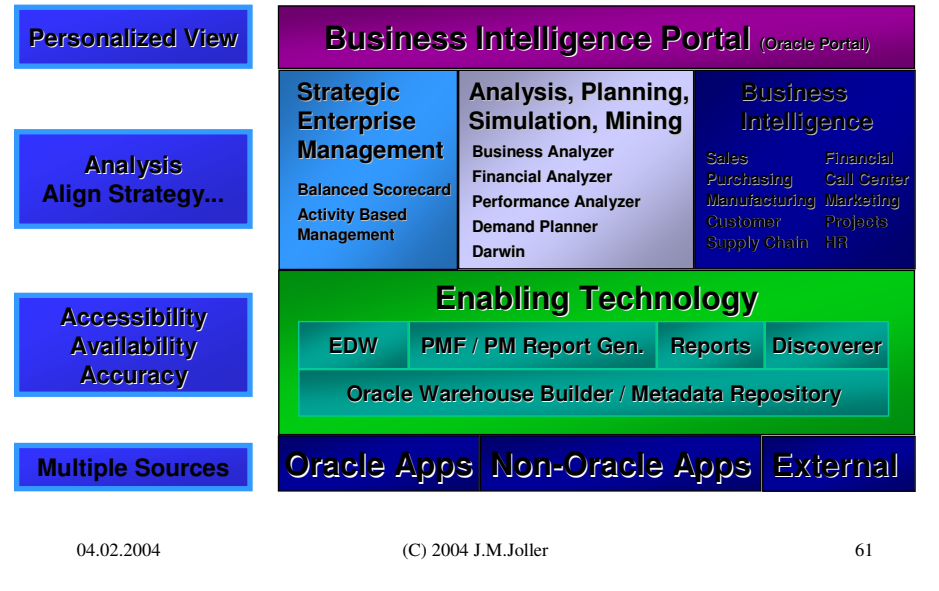 Personalized View
Business Intelligence Portal (Oracle Portal)
Analysis
Align Strategy...
Strategic
Enterprise
Management
Balanced Scorecard
Activity Based
Management
Analysis, Planning,
Simulation, Mining
Business Analyzer
Financial Analyzer
Performance Analyzer
Demand Planner
Darwin
Business
Intelligence
Sales Financial
Purchasing Call Center
Manufacturing Marketing
Customer Projects
Supply Chain HR
Accessibility
Availability
Accuracy
Enabling Technology
EDW PMF / PM Report Gen. Reports Discoverer
Oracle Warehouse Builder / Metadata Repository
Multiple Sources
Oracle Apps Non-Oracle Apps External
04.02.2004 (C) 2004 J.M.Joller 61